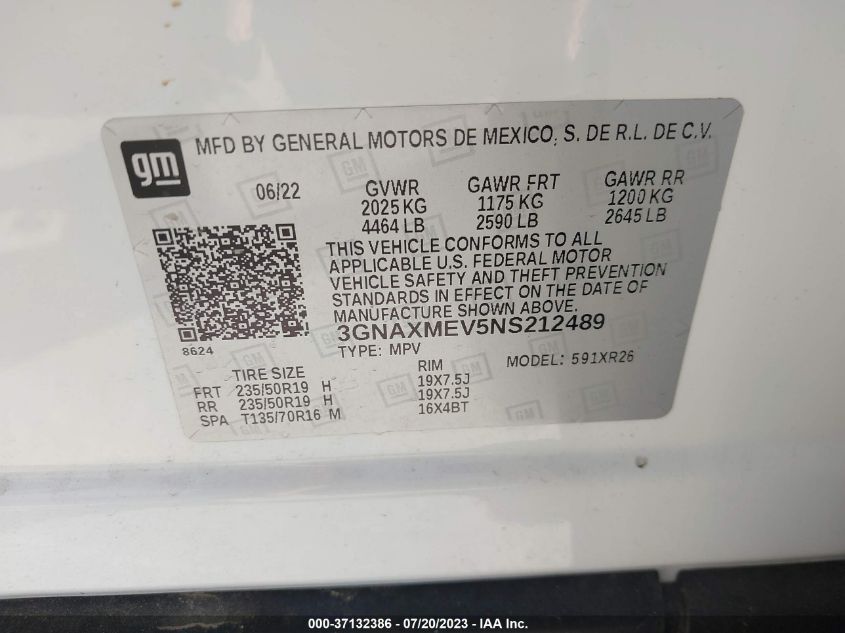 gm
MFD BY GENERAL MOTORS DE MEXICO, S. DE R.L. DE C.V.
06/22 GVWR GAWR FRT GAWR RR
2025 KG 1175 KG 1200 KG
4464 LB 2590 LB 2645 LB
THIS VEHICLE CONFORMS TO ALL
APPLICABLE U.S. FEDERAL MOTOR
VEHICLE SAFETY AND THEFT PREVENTION
STANDARDS IN EFFECT ON THE DATE OF
MANUFACTURE SHOWN ABOVE.
3GNAXMEV5NS212489
8624
TYPE: MPV MODEL: 591XR26
TIRE SIZE RIM
FRT 235/50R19 H 19X7.5J
RR 235/50R19 H 19X7.5J
SPA T135/70R16 M 16X4BT
000-37132386 - 07/20/2023 - IAA Inc.